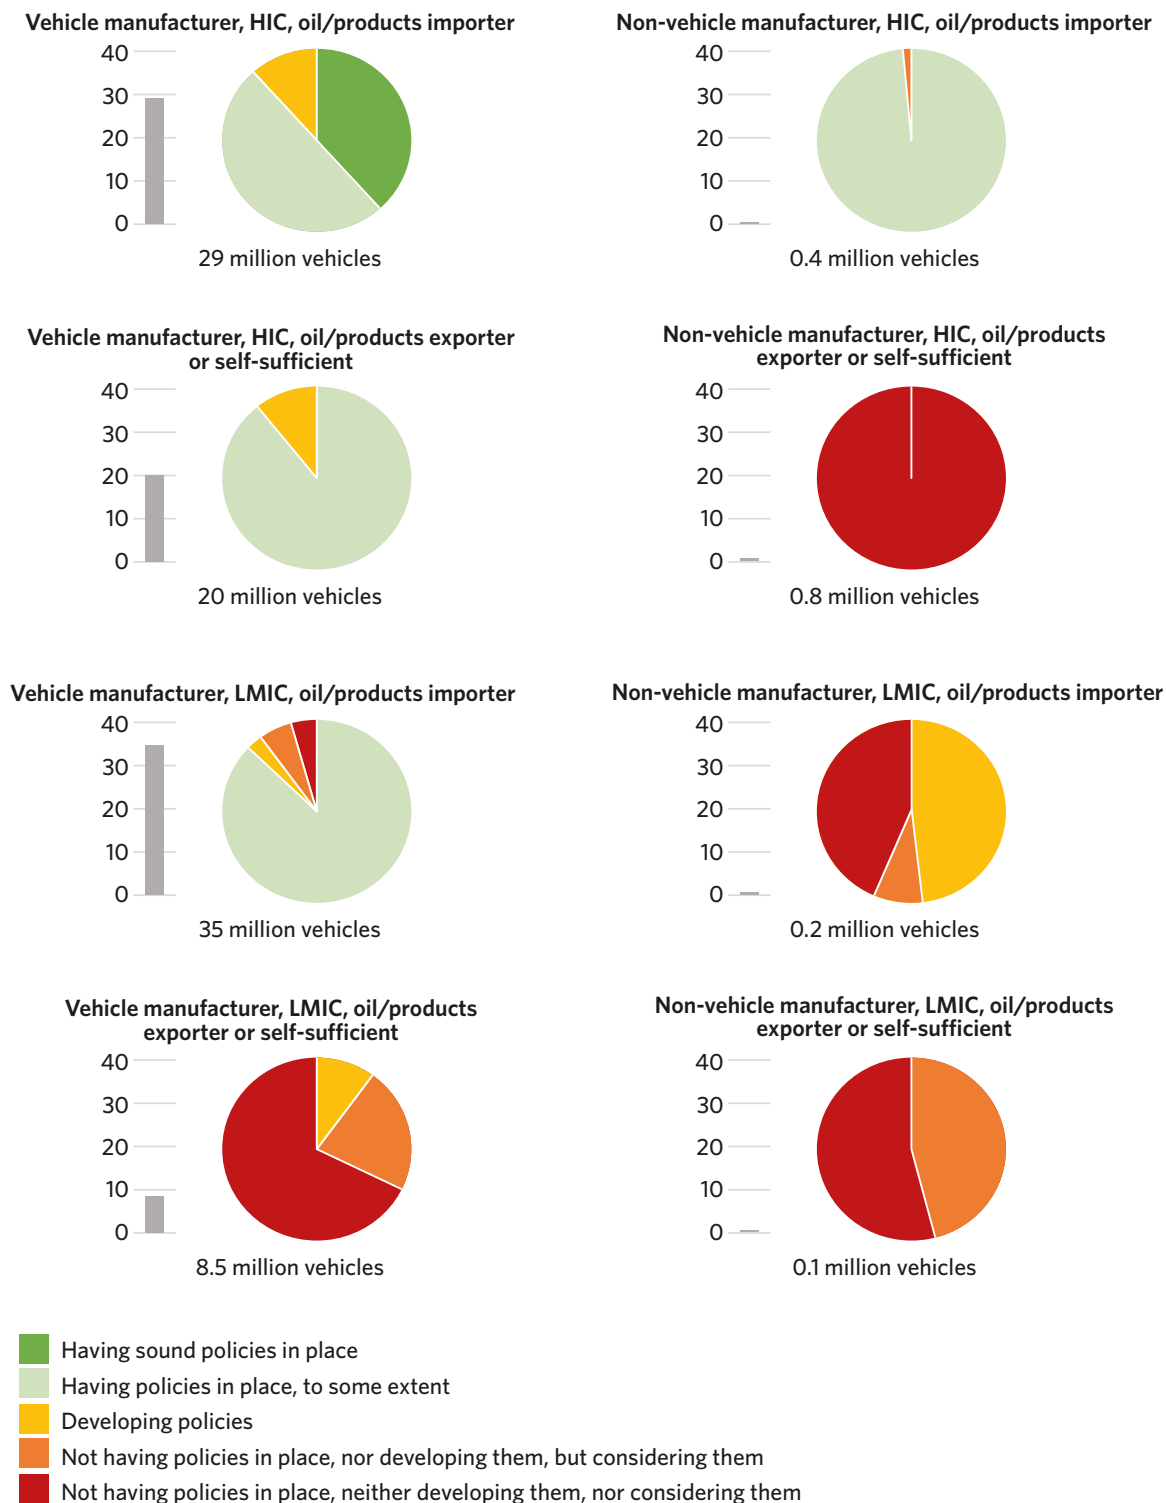 Vehicle manufacturer, HIC, oil/products importer
40
30
20
10
0
29 million vehicles
Non-vehicle manufacturer, HIC, oil/products importer
40
30
20
10
0
0.4 million vehicles
Vehicle manufacturer, HIC, oil/products exporter
or self-sufficient
40
30
20
10
0
20 million vehicles
Non-vehicle manufacturer, HIC, oil/products
exporter or self-sufficient
40
30
20
10
0
0.8 million vehicles
Vehicle manufacturer, LMIC, oil/products importer
40
30
20
10
0
35 million vehicles
Non-vehicle manufacturer, LMIC, oil/products importer
40
30
20
10
0
0.2 million vehicles
Vehicle manufacturer, LMIC, oil/products
exporter or self-sufficient
40
30
20
10
0
8.5 million vehicles
Non-vehicle manufacturer, LMIC, oil/products
exporter or self-sufficient
40
30
20
10
0
0.1 million vehicles
Having sound policies in place
Having policies in place, to some extent
Developing policies
Not having policies in place, nor developing them, but considering them
Not having policies in place, neither developing them, nor considering them